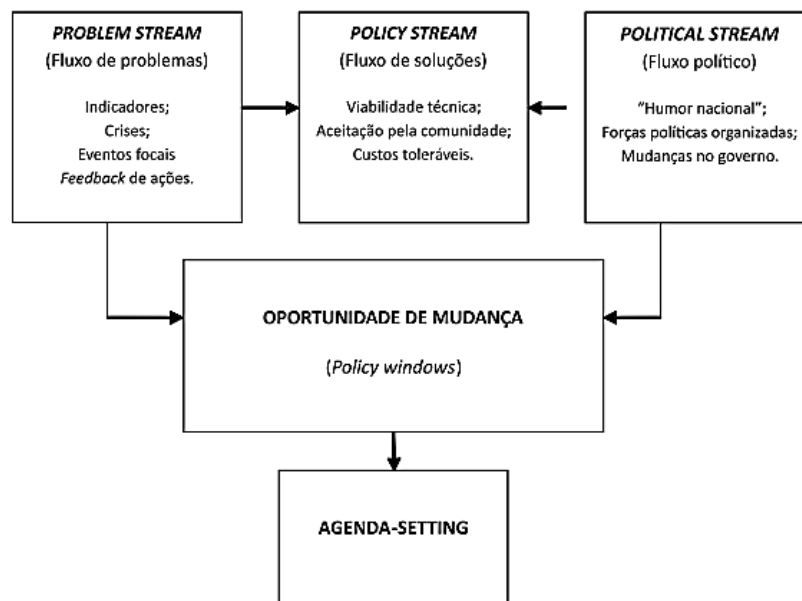 PROBLEM STREAM
(Fluxo de problemas)
Indicadores;
Crises;
Eventos focais
Feedback de ações.
POLICY STREAM
(Fluxo de soluções)
Viabilidade técnica;
Aceitação pela comunidade;
Custos toleráveis.
POLITICAL STREAM
(Fluxo político)
“Humor nacional”;
Forças políticas organizadas;
Mudanças no governo.
OPORTUNIDADE DE MUDANÇA
(Policy windows)
AGENDA-SETTING